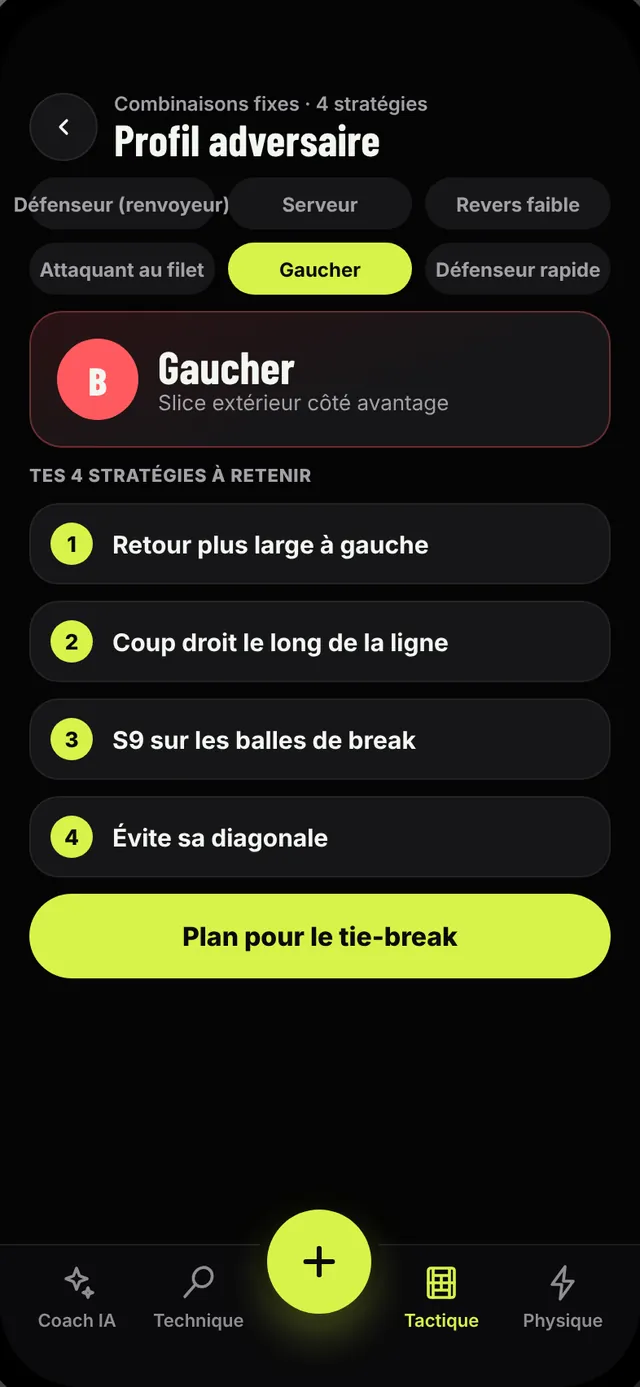 Combinaisons fixes · 4 stratégies
Profil adversaire
Défenseur (renvoyeur)
Serveur
Revers faible
Attaquant au filet
Gaucher
Défenseur rapide
B
Gaucher
Slice extérieur côté avantage
TES 4 STRATÉGIES À RETENIR
1 Retour plus large à gauche
2 Coup droit le long de la ligne
3 S9 sur les balles de break
4 Évite sa diagonale
Plan pour le tie-break
Coach IA
Technique
Tactique
Physique